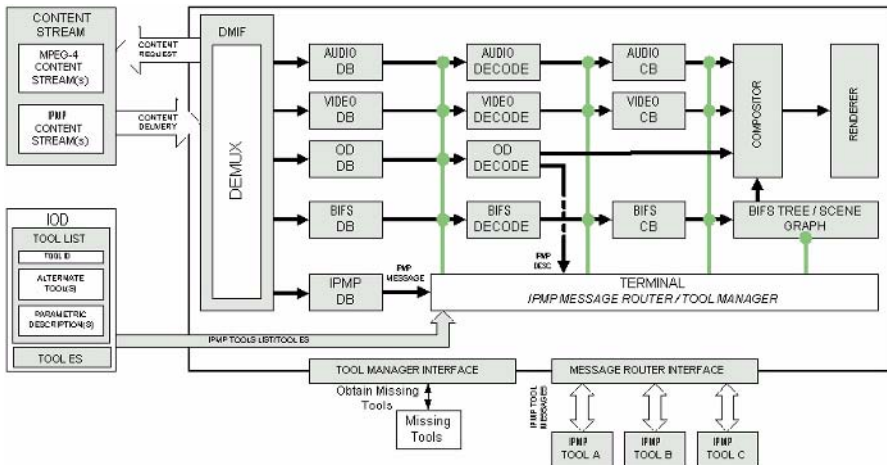 CONTENT
STREAM
MPEG-4
CONTENT
STREAM(s)
IPMP
CONTENT
STREAM(s)
CONTENT
REQUEST
CONTENT
DELIVERY
DMIF
DEMUX
AUDIO
DB
AUDIO
DECODE
AUDIO
CB
VIDEO
DB
VIDEO
DECODE
VIDEO
CB
OD
DB
OD
DECODE
BIFS
DB
BIFS
DECODE
BIFS
CB
COMPOSITOR
RENDERER
BIFS TREE / SCENE
GRAPH
IPMP
DB
IPMP
MESSAGE
IPMP
DESC
TERMINAL
IPMP MESSAGE ROUTER / TOOL MANAGER
IOD
TOOL LIST
TOOL ID
ALTERNATE
TOOL(S)
PARAMETRIC
DESCRIPTION(S)
TOOL ES
IPMP TOOLS LIST/TOOL ES
TOOL MANAGER INTERFACE
Obtain Missing
Tools
Missing
Tools
MESSAGE ROUTER INTERFACE
IPMP TOOL
MESSAGES
IPMP
TOOL A
IPMP
TOOL B
IPMP
TOOL C